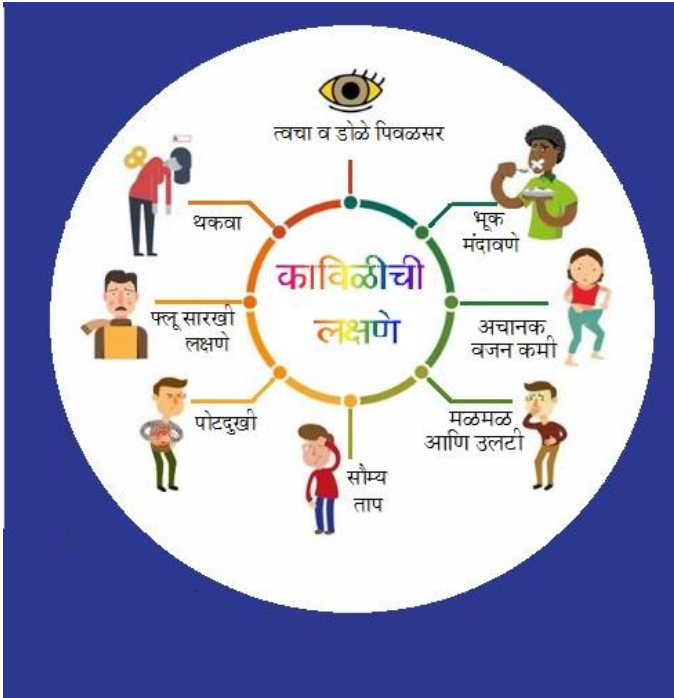 त्वचा व डोळे पिवळसर
भूक
मंदावणे
अचानक
वजन कमी
मळमळ
आणि उलटी
सौम्य
ताप
पोटदुखी
फ्लू सारखी
लक्षणे
थकवा
काविळीची
लक्षणे